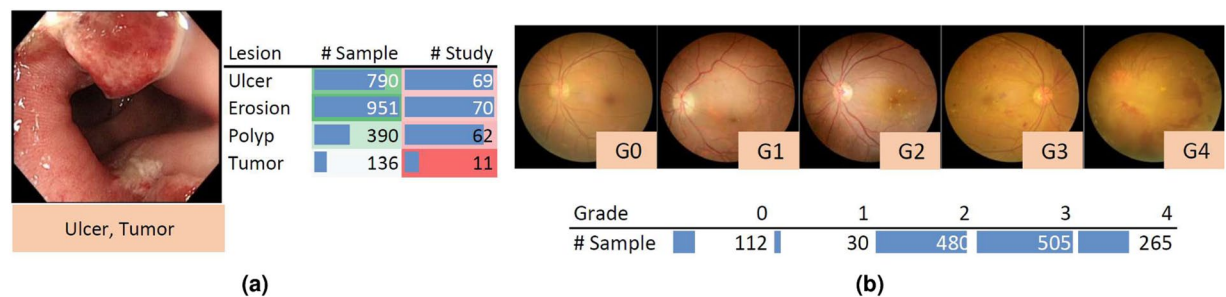 Lesion # Sample # Study
Ulcer 790 69
Erosion 951 70
Polyp 390 62
Tumor 136 11
Ulcer, Tumor
(a)
G0 G1 G2 G3 G4
Grade 0 1 2 3 4
# Sample 112 30 480 505 265
(b)